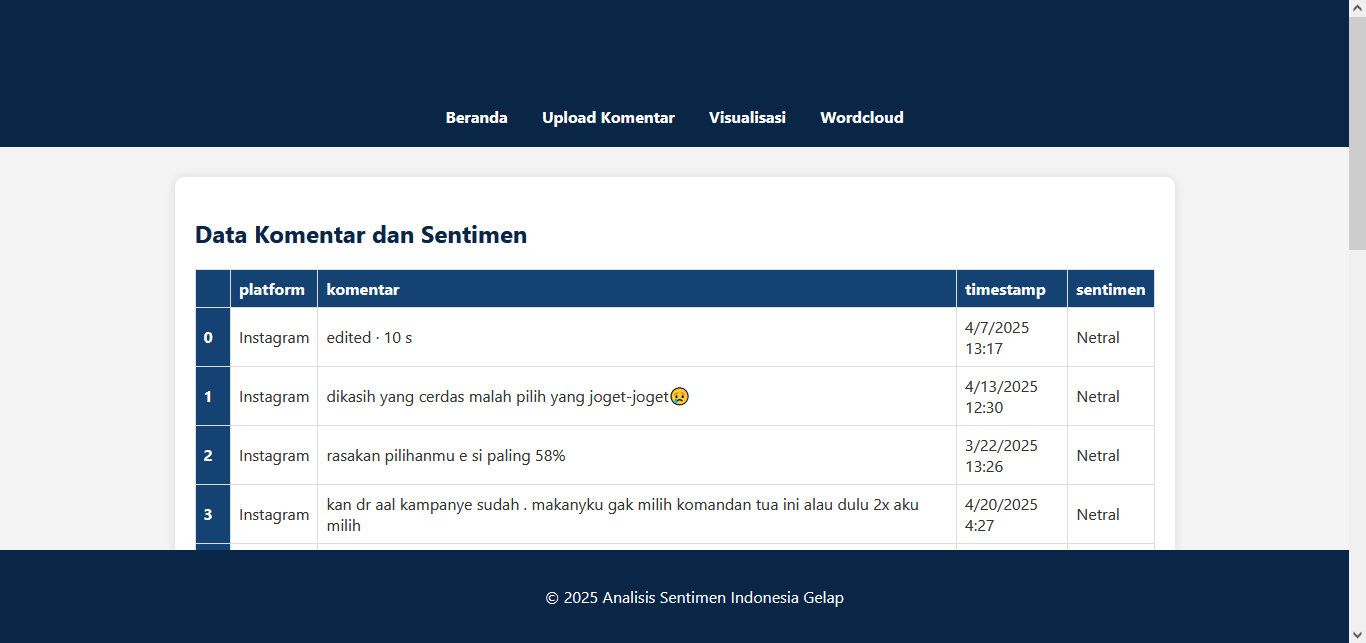 Beranda Upload Komentar Visualisasi Wordcloud
Data Komentar dan Sentimen
platform komentar timestamp sentimen
0 Instagram edited · 10 s 4/7/2025 13:17 Netral
1 Instagram dikasih yang cerdas malah pilih yang joget-joget😢 4/13/2025 12:30 Netral
2 Instagram rasakan pilihanmu e si paling 58% 3/22/2025 13:26 Netral
3 Instagram kan dr aal kampanye sudah . makanyku gak milih komandan tua ini alau dulu 2x aku milih 4/20/2025 4:27 Netral
© 2025 Analisis Sentimen Indonesia Gelap